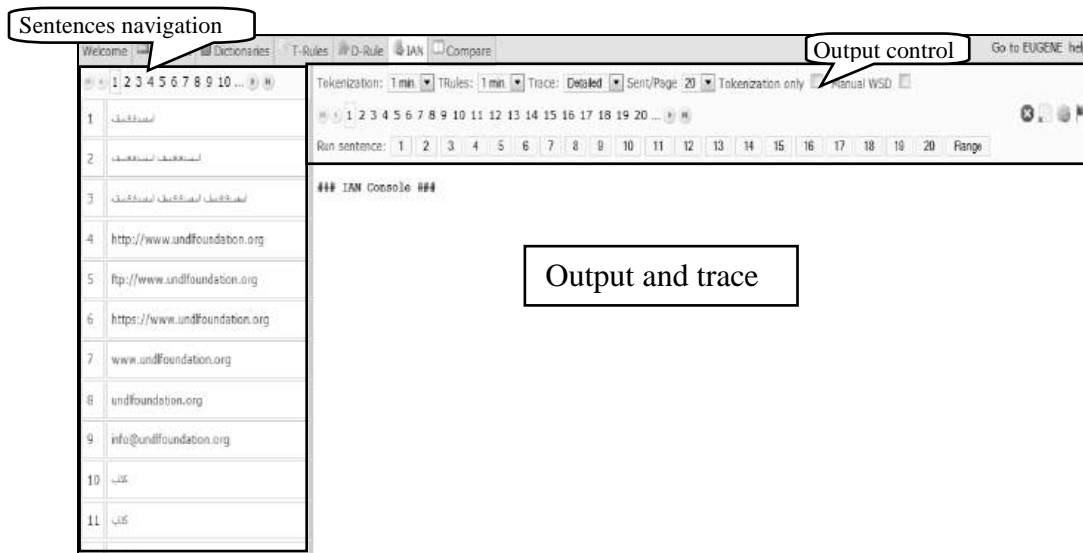 Sentences navigation
Welcome Dictionaries T-Rules D-Rule IAN Compare
Output control
Go to EUGENE hel
1 2 3 4 5 6 7 8 9 10 ...
Tokenization: 1 min. TRules: 1 min. Trace: Detailed Sent/Page 20 Tokenization only Manual WSD
1 2 3 4 5 6 7 8 9 10 11 12 13 14 15 16 17 18 19 20 ...
Run sentence: 1 2 3 4 5 6 7 8 9 10 11 12 13 14 15 16 17 18 19 20 Range
### IAN Console ###
Output and trace
1
2
3
4 http://www.undlfoundation.org
5 ftp://www.undlfoundation.org
6 https://www.undlfoundation.org
7 www.undlfoundation.org
8 undlfoundation.org
9 info@undlfoundation.org
10 كتب
11 كتب